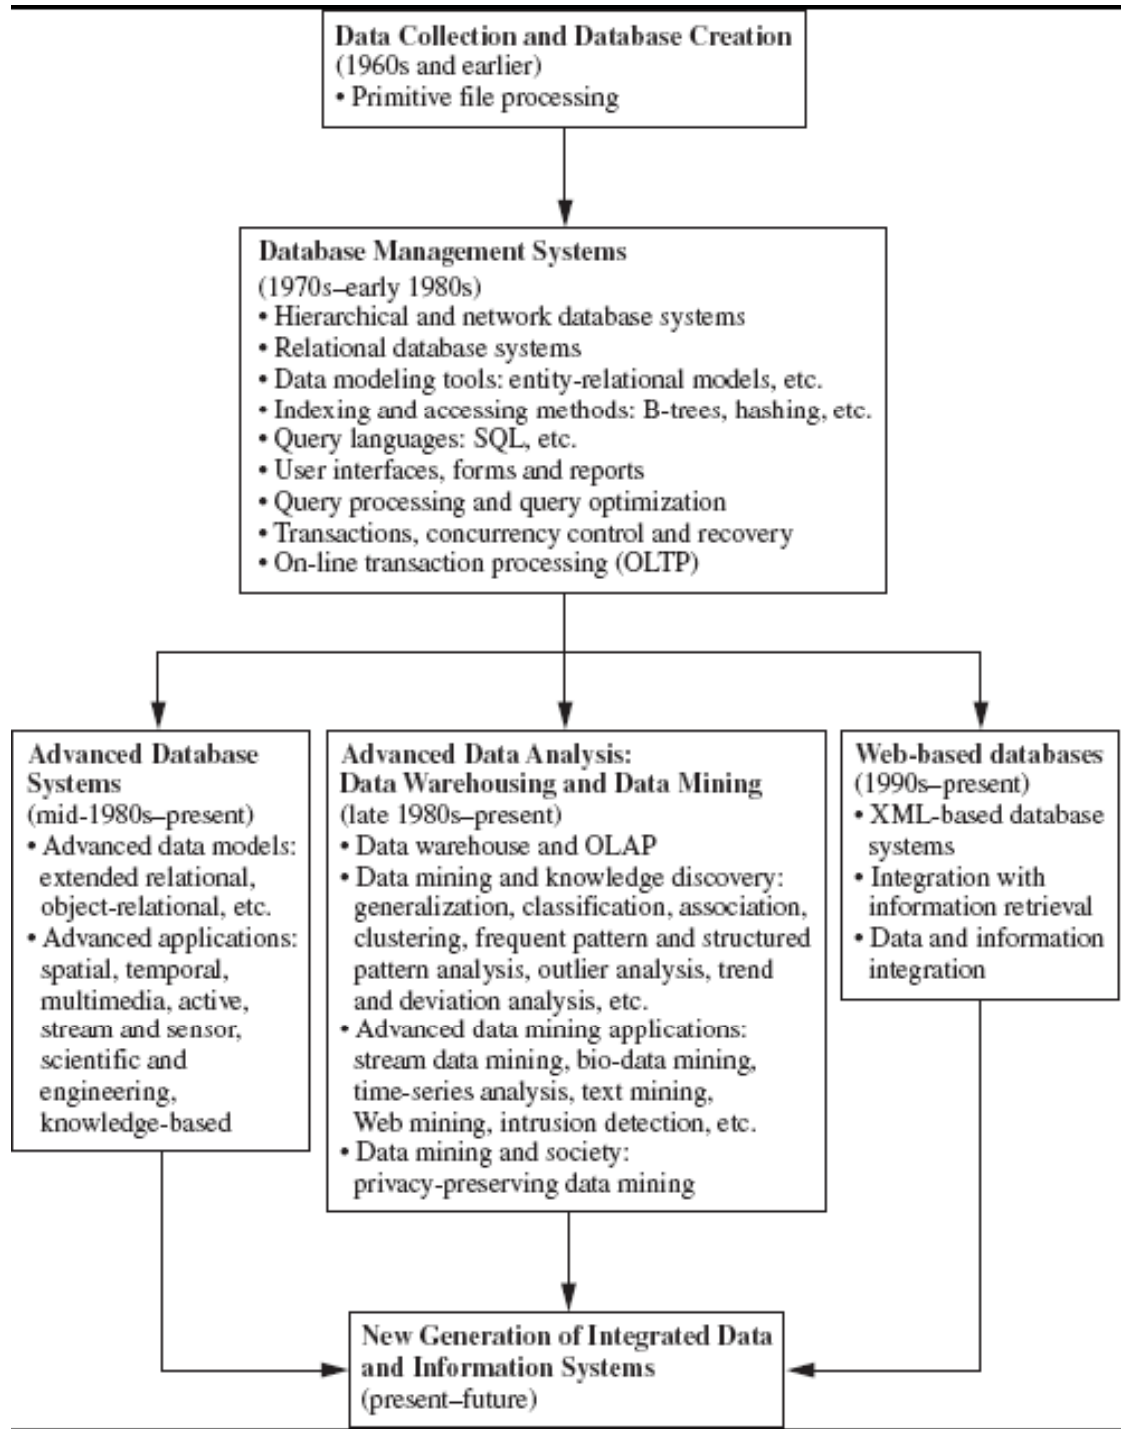 Data Collection and Database Creation
(1960s and earlier)
• Primitive file processing
Database Management Systems
(1970s–early 1980s)
• Hierarchical and network database systems
• Relational database systems
• Data modeling tools: entity-relational models, etc.
• Indexing and accessing methods: B-trees, hashing, etc.
• Query languages: SQL, etc.
• User interfaces, forms and reports
• Query processing and query optimization
• Transactions, concurrency control and recovery
• On-line transaction processing (OLTP)
Advanced Database
Systems
(mid-1980s–present)
• Advanced data models:
extended relational,
object-relational, etc.
• Advanced applications:
spatial, temporal,
multimedia, active,
stream and sensor,
scientific and
engineering,
knowledge-based
Advanced Data Analysis:
Data Warehousing and Data Mining
(late 1980s–present)
• Data warehouse and OLAP
• Data mining and knowledge discovery:
generalization, classification, association,
clustering, frequent pattern and structured
pattern analysis, outlier analysis, trend
and deviation analysis, etc.
• Advanced data mining applications:
stream data mining, bio-data mining,
time-series analysis, text mining,
Web mining, intrusion detection, etc.
• Data mining and society:
privacy-preserving data mining
Web-based databases
(1990s–present)
• XML-based database
systems
• Integration with
information retrieval
• Data and information
integration
New Generation of Integrated Data
and Information Systems
(present–future)